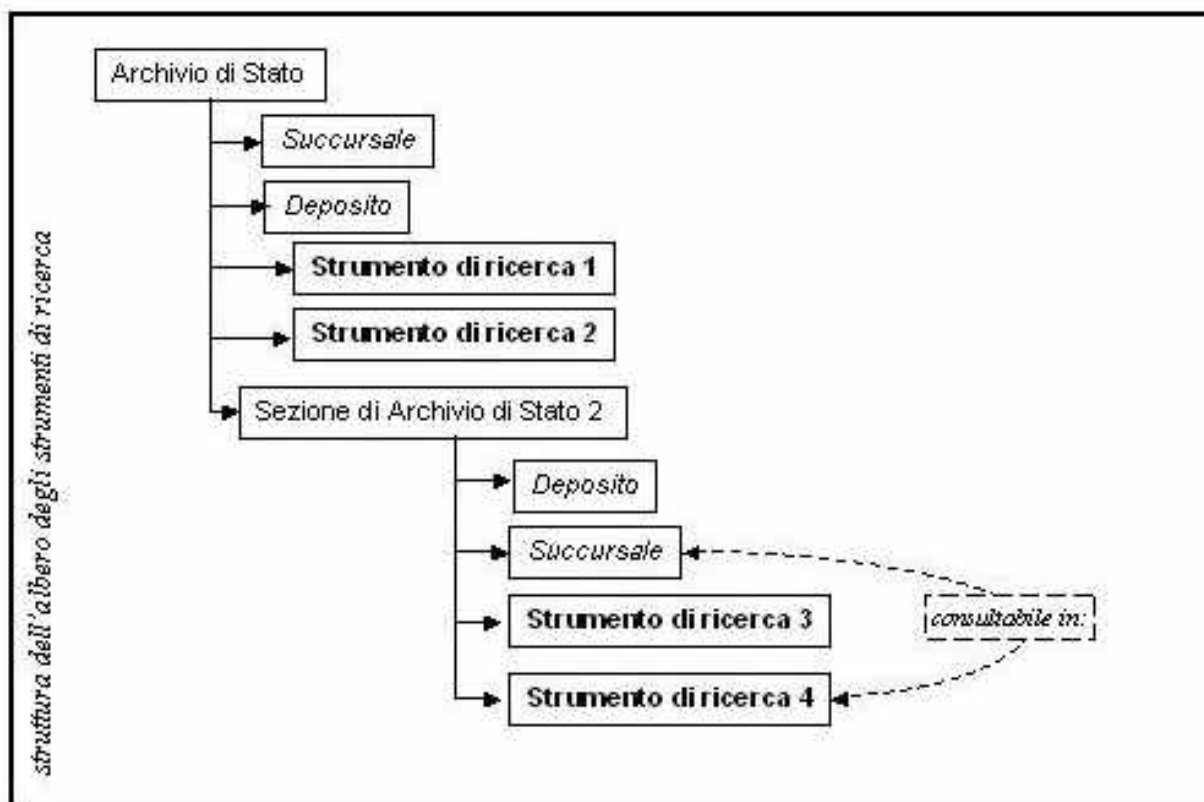 struttura dell'albero degli strumenti di ricerca
Archivio di Stato
Succursale
Deposito
Strumento di ricerca 1
Strumento di ricerca 2
Sezione di Archivio di Stato 2
Deposito
Succursale
Strumento di ricerca 3
consultabile in:
Strumento di ricerca 4